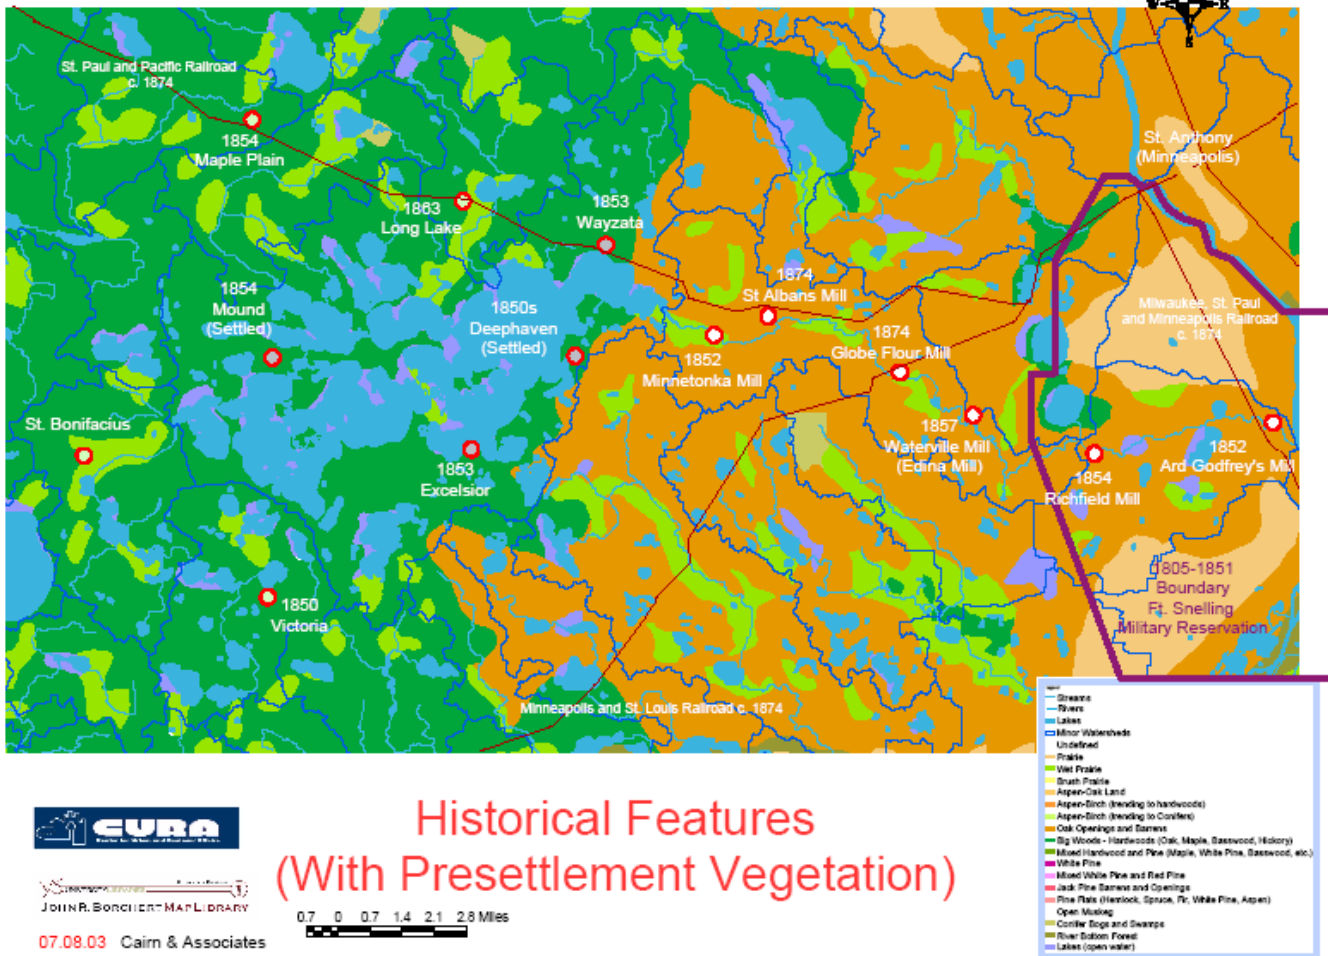 W E
S
St. Paul and Pacific Railroad
c. 1874
1854
Maple Plain
1863
Long Lake
1853
Wayzata
St. Anthony
(Minneapolis)
1854
Mound
(Settled)
1850s
Deephaven
(Settled)
1874
St Albans Mill
1852
Minnetonka Mill
1874
Globe Flour Mill
Milwaukee, St. Paul
and Minneapolis Railroad
c. 1874
St. Bonifacius
1853
Excelsior
1857
Waterville Mill
(Edina Mill)
1854
Richfield Mill
1852
Ard Godfrey's Mill
1850
Victoria
1805-1851
Boundary
Ft. Snelling
Military Reservation
Minneapolis and St. Louis Railroad c. 1874
Streams
Rivers
Lakes
Minor Watersheds
Undefined
Prairie
Wet Prairie
Brush Prairie
Aspen-Oak Land
Aspen-Birch (trending to hardwoods)
Aspen-Birch (trending to Conifers)
Oak Openings and Barrens
Big Woods - Hardwoods (Oak, Maple, Basswood, Hickory)
Mixed Hardwood and Pine (Maple, White Pine, Basswood, etc.)
White Pine
Mixed White Pine and Red Pine
Jack Pine Barrens and Openings
Pine Flats (Hemlock, Spruce, Fir, White Pine, Aspen)
Open Muskeg
Conifer Bogs and Swamps
River Bottom Forest
Lakes (open water)
CURA
Historical Features
(With Presettlement Vegetation)
JOHN R. BORCHERT MAP LIBRARY
0.7 0 0.7 1.4 2.1 2.8 Miles
07.08.03 Cairn & Associates